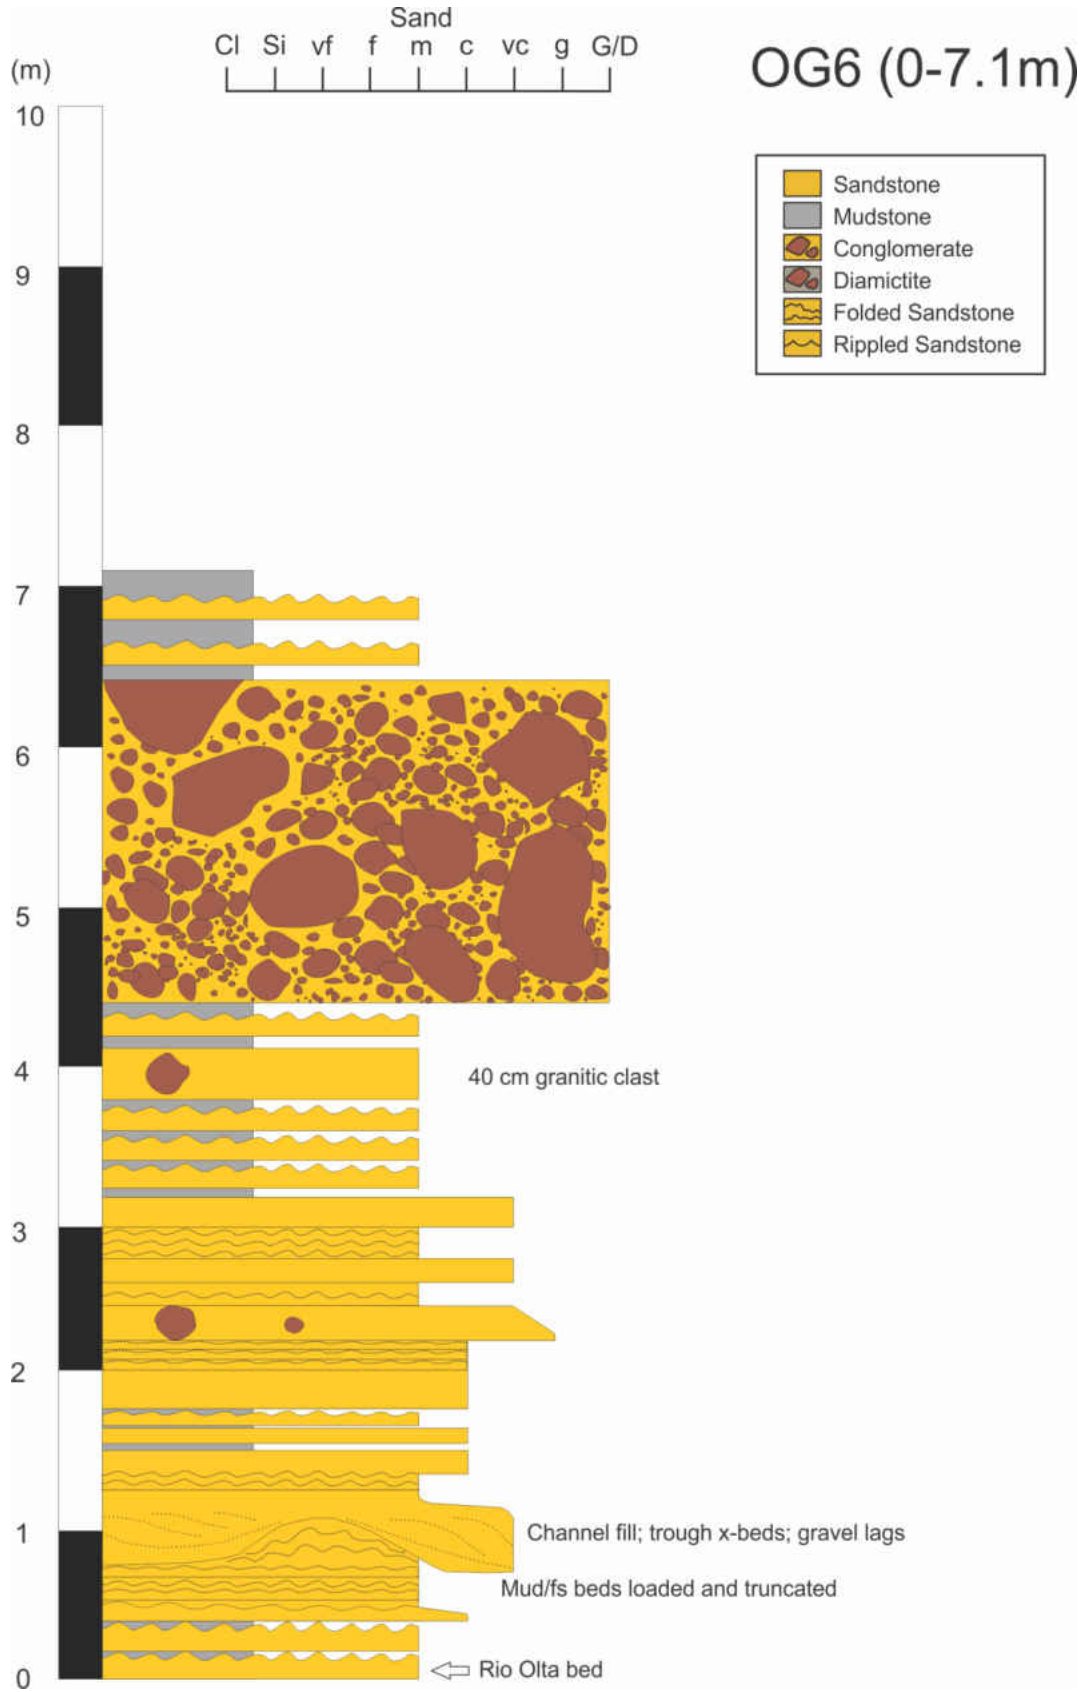 Sand
Cl Si vf f m c vc g G/D
(m)
OG6 (0-7.1m)
10
Sandstone
Mudstone
Conglomerate
Diamictite
Folded Sandstone
Rippled Sandstone
9
8
7
6
5
4
40 cm granitic clast
3
2
1
Channel fill; trough x-beds; gravel lags
Mud/fs beds loaded and truncated
Rio Olta bed
0